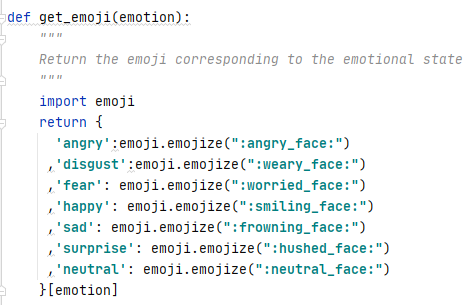 def get_emoji(emotion):
    """
    Return the emoji corresponding to the emotional state
    """
    import emoji
    return {
      'angry':emoji.emojize(":angry_face:")
     ,'disgust':emoji.emojize(":weary_face:")
     ,'fear': emoji.emojize(":worried_face:")
     ,'happy': emoji.emojize(":smiling_face:")
     ,'sad': emoji.emojize(":frowning_face:")
     ,'surprise': emoji.emojize(":hushed_face:")
     ,'neutral': emoji.emojize(":neutral_face:")
    }[emotion]